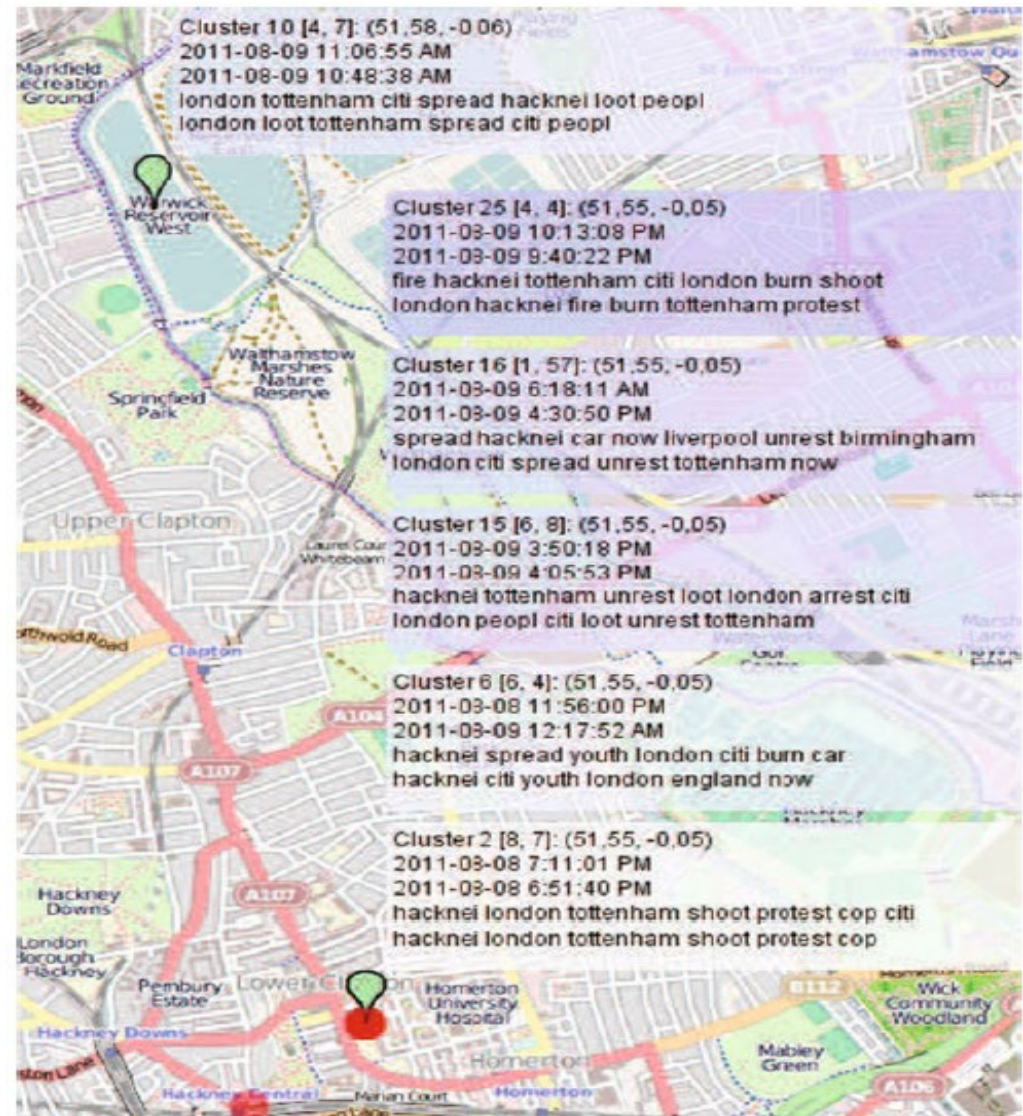 Cluster 10 [4, 7]: (51,58, -0 06)
2011-08-09 11:06:55 AM
2011-08-09 10:48:38 AM
london tottenham citi spread hacknei loot peopl
london loot tottenham spread citi peopl
Markfield
Recreation
Ground
St James Street
Warwick
Reservoir
West
Cluster 25 [4, 4]: (51,55, -0,05)
2011-08-09 10:13:08 PM
2011-08-09 9:40:22 PM
fire hacknei tottenham citi london burn shoot
london hacknei fire burn tottenham protest
Walthamstow
Marshes
Nature
Reserve
Springfield
Park
Cluster 16 [1, 57]: (51,55, -0,05)
2011-08-09 6:18:11 AM
2011-08-09 4:30:50 PM
spread hacknei car now liverpool unrest birmingham
london citi spread unrest tottenham now
Upper Clapton
Cluster 15 [6, 8]: (51,55, -0,05)
2011-08-09 3:50:18 PM
2011-08-09 4:05:53 PM
hacknei tottenham unrest loot london arrest citi
london peopl citi loot unrest tottenham
Clapton
Cluster 6 [6, 4]: (51,55, -0,05)
2011-08-08 11:56:00 PM
2011-08-09 12:17:52 AM
hacknei spread youth london citi burn car
hacknei citi youth london england now
A104
A107
Cluster 2 [8, 7]: (51,55, -0,05)
2011-08-08 7:11:01 PM
2011-08-08 6:51:40 PM
hacknei london tottenham shoot protest cop citi
hacknei london tottenham shoot protest cop
A107
Hackney
Downs
London
Borough
Hackney
Pembury
Estate
Homerton
University
Hospital
B112
Wick
Community
Woodland
Hackney Downs
Homerton
Mabley
Green
A106
Hackney Central
Marian Court
Homerton